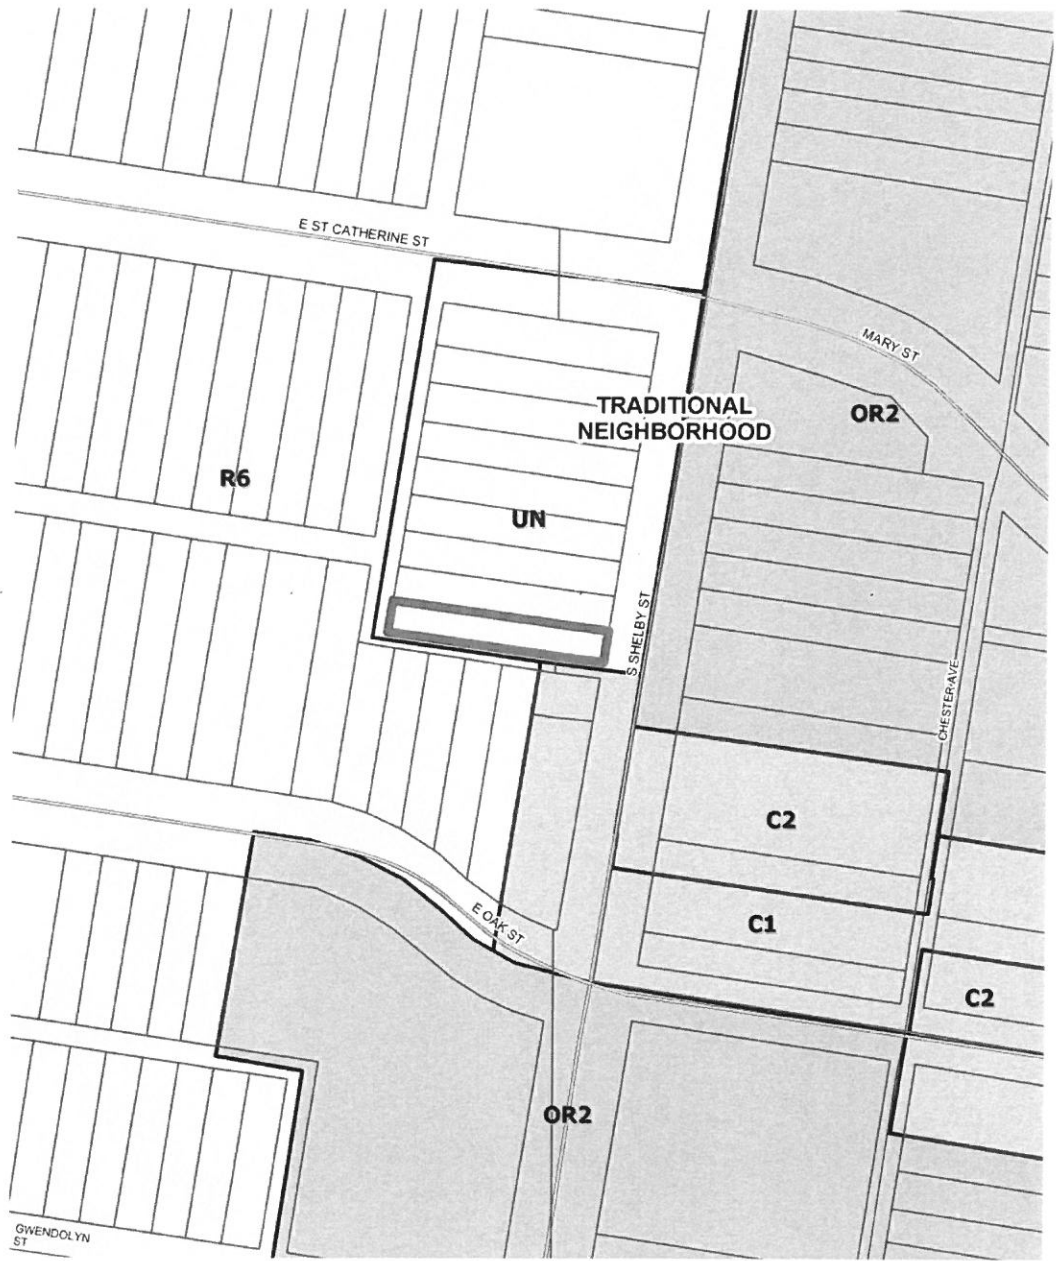 E ST CATHERINE ST
MARY ST
TRADITIONAL
NEIGHBORHOOD
OR2
R6
UN
S SHELBY ST
CHESTER AVE
C2
E OAK ST
C1
C2
OR2
GWENDOLYN
ST